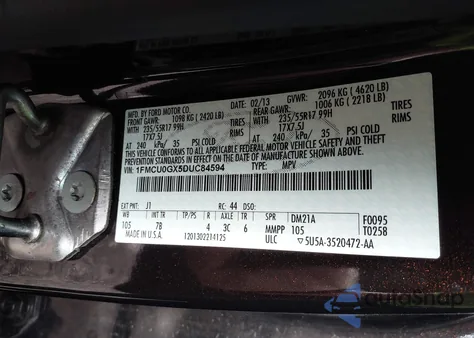 MFD. BY FORD MOTOR CO. DATE: 02/13 GVWR: 2096 KG ( 4620 LB)
FRONT GAWR: 1098 KG ( 2420 LB) REAR GAWR: 1006 KG ( 2218 LB)
235/55R17 99H TIRES 235/55R17 99H TIRES
17X7.5J RIMS 17X7.5J RIMS
AT 240 kPa/ 35 PSI COLD AT 240 kPa/ 35 PSI COLD
THIS VEHICLE CONFORMS TO ALL APPLICABLE FEDERAL MOTOR VEHICLE SAFETY
AND THEFT PREVENTION STANDARDS IN EFFECT ON THE DATE OF MANUFACTURE SHOWN ABOVE.
VIN: 1FMCU0GX5DUC84594
TYPE: MPV
EXT PNT: J1 RC: 44 DSO: F0095
WB INT TR TP/PS R AXLE TR SPR DM21A T0258
105 7B 4 3C 6 MMPP 105
MADE IN U.S.A. 1201302214125 ULC ▽5U5A-3520472-AA
autosnap